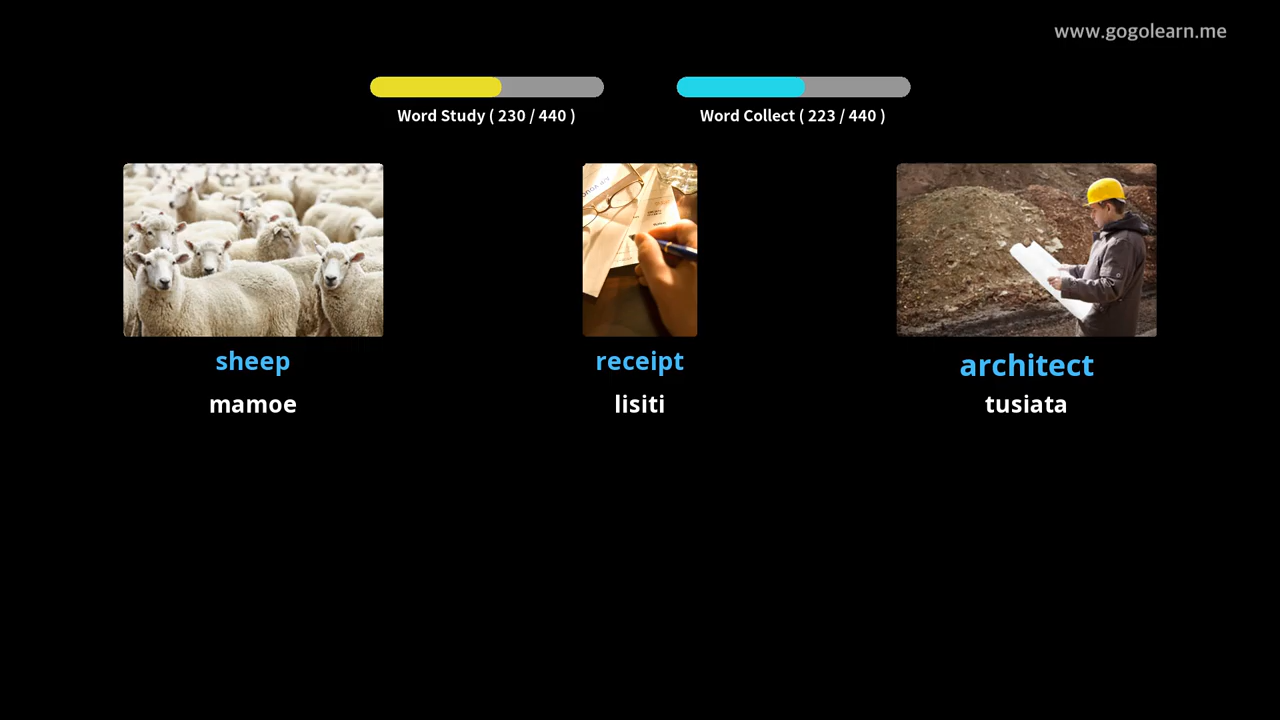 www.gogolearn.me
Word Study ( 230 / 440 )
Word Collect ( 223 / 440 )
sheep
receipt
architect
mamoe
lisiti
tusiata